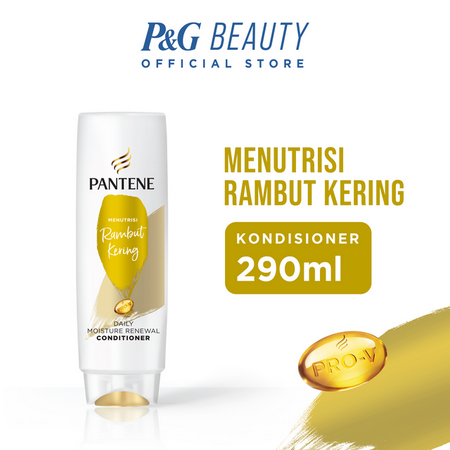 P&G BEAUTY
OFFICIAL STORE
MENUTRISI
RAMBUT KERING
KONDISIONER
290ml
PANTENE
MENUTRISI
Rambut
Kering
DAILY
MOISTURE RENEWAL
CONDITIONER
PRO-V